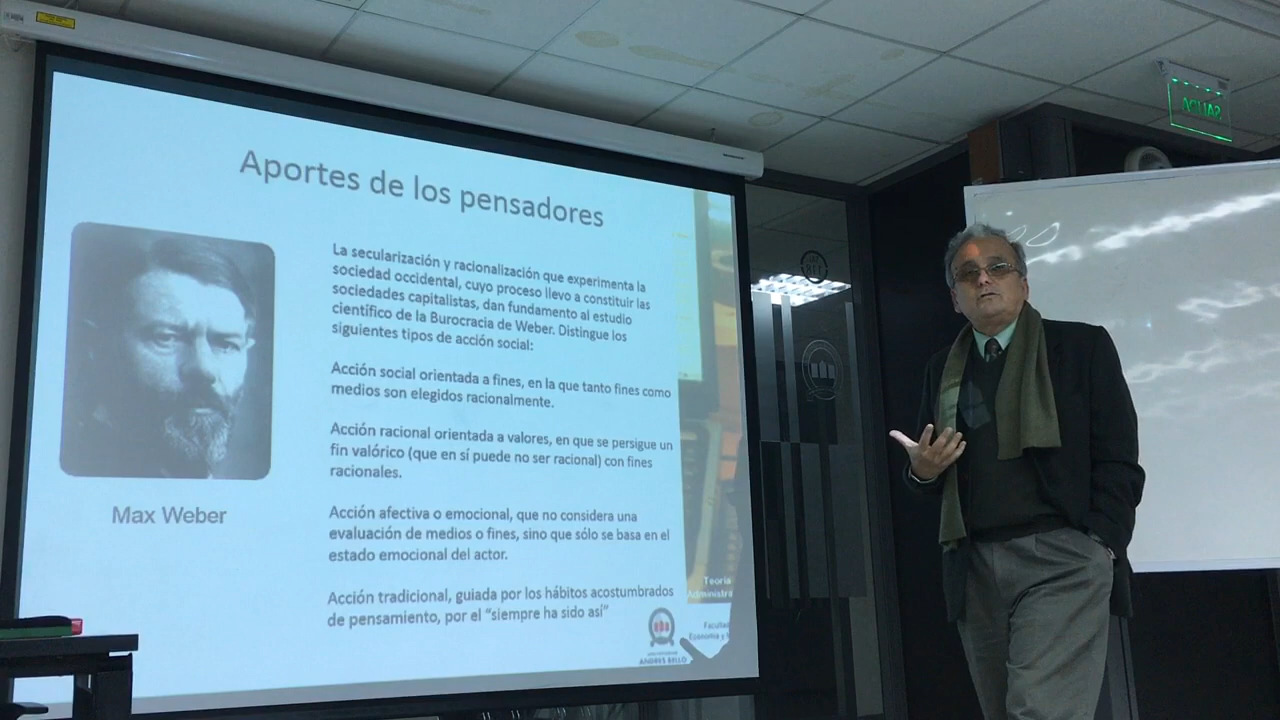 Aportes de los pensadores
La secularización y racionalización que experimenta la
sociedad occidental, cuyo proceso llevo a constituir las
sociedades capitalistas, dan fundamento al estudio
científico de la Burocracia de Weber. Distingue los
siguientes tipos de acción social:
Acción social orientada a fines, en la que tanto fines como
medios son elegidos racionalmente.
Acción racional orientada a valores, en que se persigue un
fin valórico (que en sí puede no ser racional) con fines
racionales.
Acción afectiva o emocional, que no considera una
evaluación de medios o fines, sino que sólo se basa en el
estado emocional del actor.
Acción tradicional, guiada por los hábitos acostumbrados
de pensamiento, por el “siempre ha sido así”
Max Weber
Teoría
Administra
Faculta
Economía y
ANDRES BELLO
SALIDA